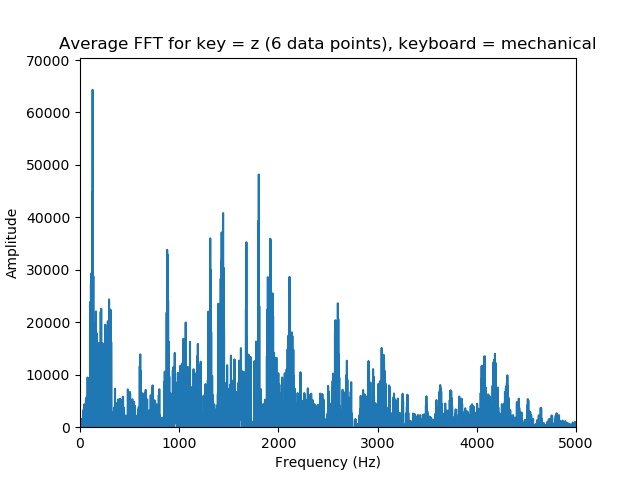 Average FFT for key = z (6 data points), keyboard = mechanical
70000
60000
50000
40000
30000
20000
10000
0
Amplitude
0 1000 2000 3000 4000 5000
Frequency (Hz)